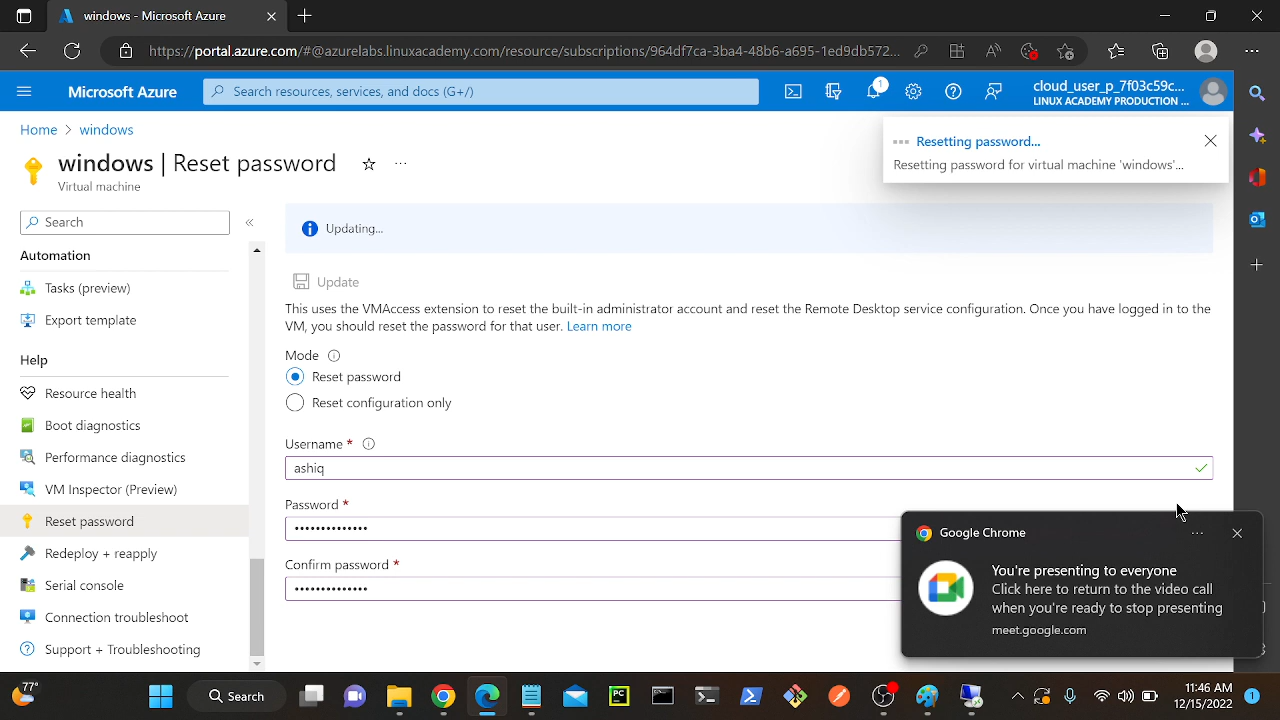 windows - Microsoft Azure
https://portal.azure.com/#@azurelabs.linuxacademy.com/resource/subscriptions/964df7ca-3ba4-48b6-a695-1ed9db572...
Microsoft Azure
Search resources, services, and docs (G+/)
1
cloud_user_p_7f03c59c...
LINUX ACADEMY PRODUCTION ...
Home > windows
windows | Reset password
...
Virtual machine
Resetting password...
Resetting password for virtual machine 'windows'...
Search
«
Updating...
Automation
Tasks (preview)
Export template
Help
Resource health
Boot diagnostics
Performance diagnostics
VM Inspector (Preview)
Reset password
Redeploy + reapply
Serial console
Connection troubleshoot
Support + Troubleshooting
Update
This uses the VMAccess extension to reset the built-in administrator account and reset the Remote Desktop service configuration. Once you have logged in to the
VM, you should reset the password for that user. Learn more
Mode
Reset password
Reset configuration only
Username *
ashiq
Password *
••••••••••••••
Confirm password *
••••••••••••••
Google Chrome
...
You're presenting to everyone
Click here to return to the video call
when you're ready to stop presenting
meet.google.com
77°
Search
PC
11:46 AM
12/15/2022
1